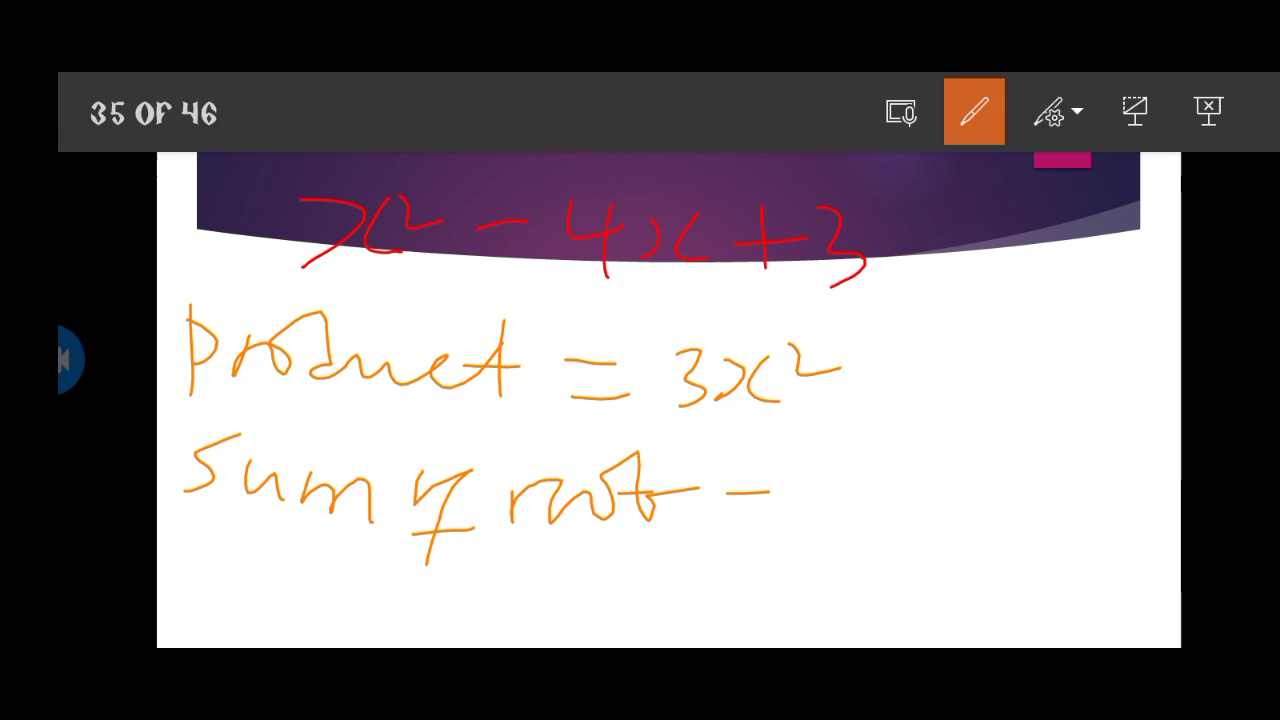 35 OF 46
x² - 4x + 3
Product = 3x²
Sum of root -